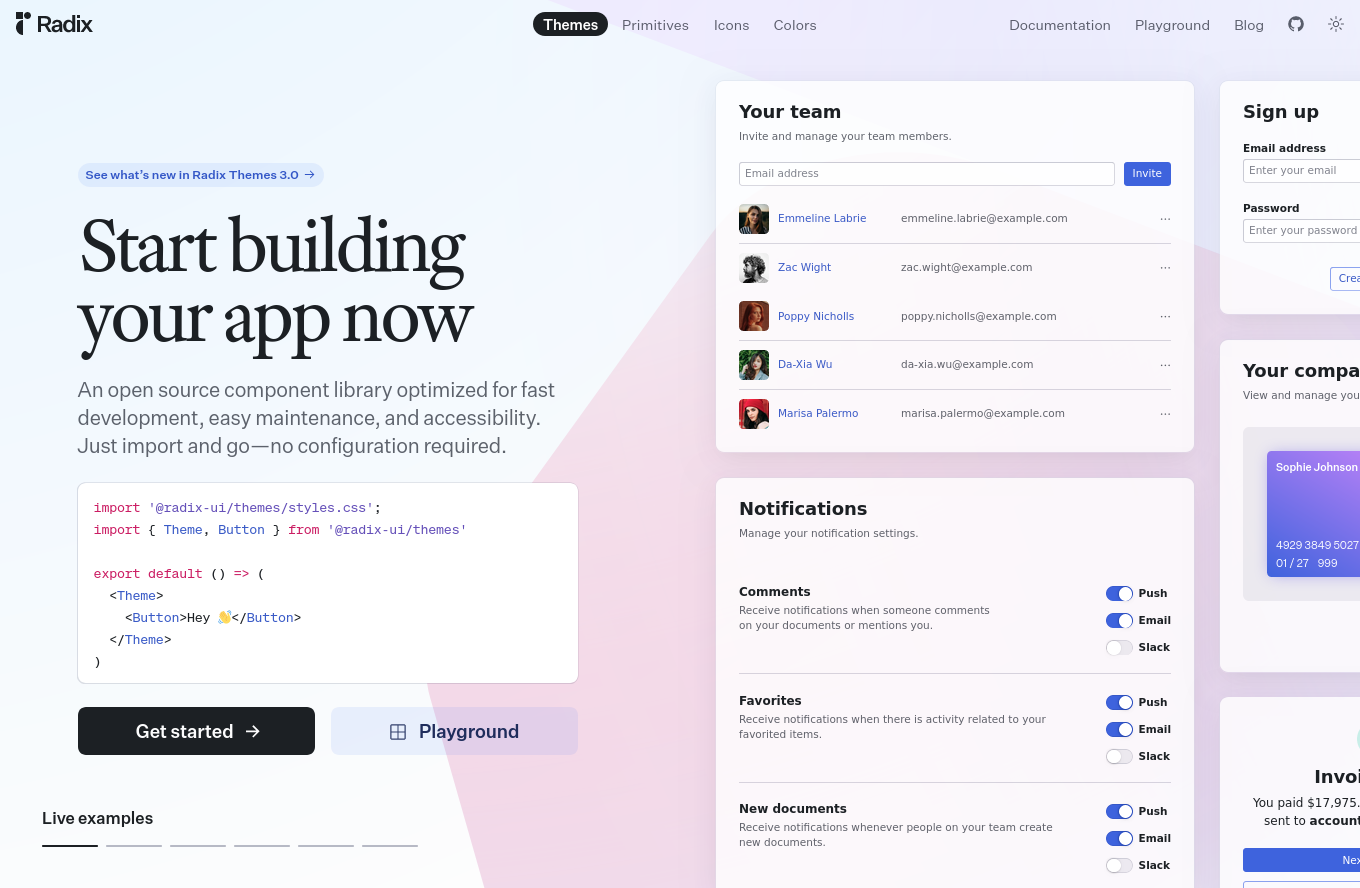 Radix
Themes
Primitives
Icons
Colors
Documentation
Playground
Blog
See what's new in Radix Themes 3.0 →
Start building
your app now
An open source component library optimized for fast
development, easy maintenance, and accessibility.
Just import and go—no configuration required.
import '@radix-ui/themes/styles.css';
import { Theme, Button } from '@radix-ui/themes'
export default () => (
<Theme>
<Button>Hey 👋</Button>
</Theme>
)
Get started →
Playground
Live examples
Your team
Invite and manage your team members.
Email address
Invite
Emmeline Labrie emmeline.labrie@example.com ...
Zac Wight zac.wight@example.com ...
Poppy Nicholls poppy.nicholls@example.com ...
Da-Xia Wu da-xia.wu@example.com ...
Marisa Palermo marisa.palermo@example.com ...
Notifications
Manage your notification settings.
Comments
Receive notifications when someone comments
on your documents or mentions you.
Push
Email
Slack
Favorites
Receive notifications when there is activity related to your
favorited items.
Push
Email
Slack
New documents
Receive notifications whenever people on your team create
new documents.
Push
Email
Slack
Sign up
Email address
Enter your email
Password
Enter your password
Crea
Your compa
View and manage you
Sophie Johnson
4929 3849 5027
01 / 27 999
Invoi
You paid $17,975.
sent to account
Nex